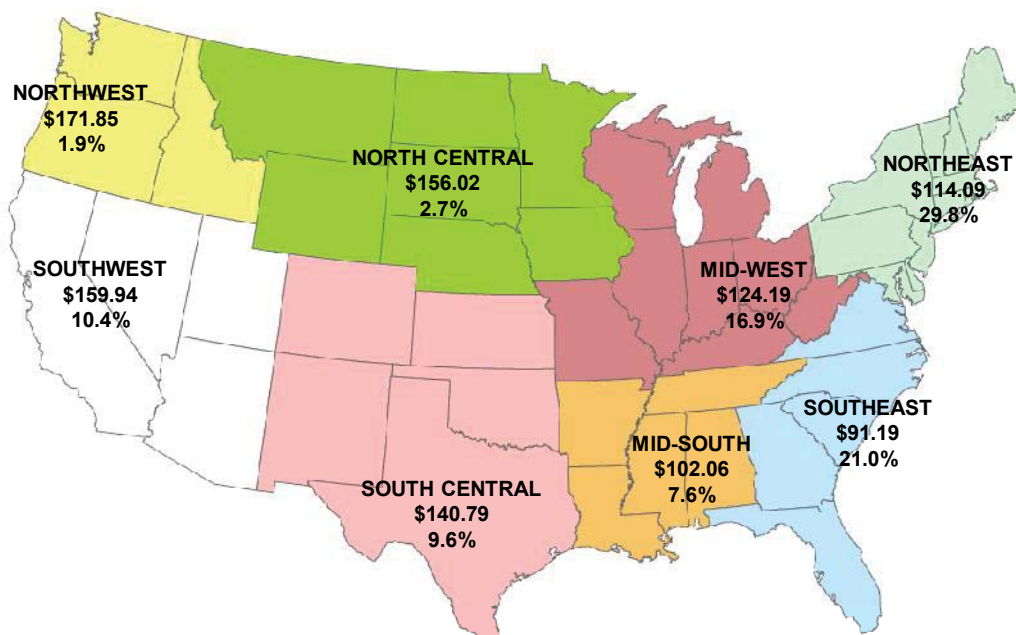 NORTHWEST
$171.85
1.9%
NORTH CENTRAL
$156.02
2.7%
NORTHEAST
$114.09
29.8%
SOUTHWEST
$159.94
10.4%
MID-WEST
$124.19
16.9%
SOUTHEAST
$91.19
21.0%
MID-SOUTH
$102.06
7.6%
SOUTH CENTRAL
$140.79
9.6%